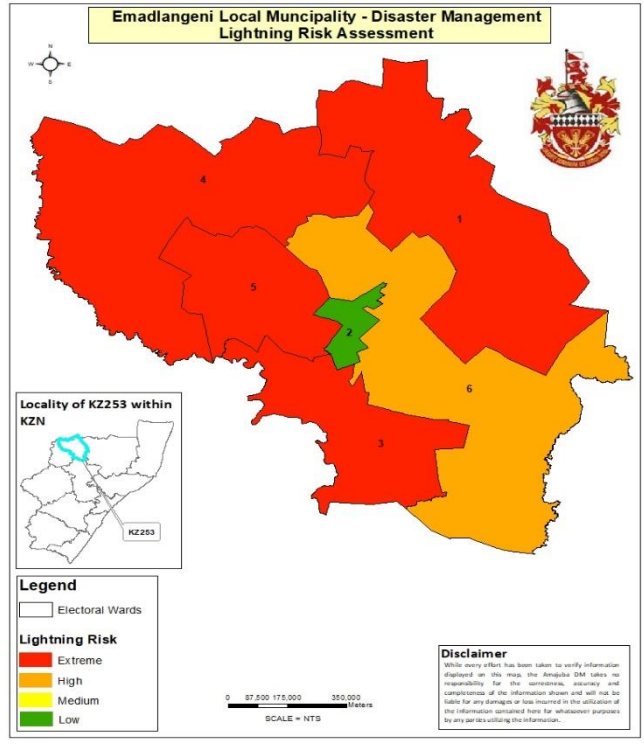 Emadlangeni Local Muncipality - Disaster Management
Lightning Risk Assessment
N
W E
S
4
1
5
2
6
3
Locality of KZ253 within
KZN
KZ253
Legend
Electoral Wards
Lightning Risk
Extreme
High
Medium
Low
0 87,500 175,000 350,000
Meters
SCALE = NTS
Disclaimer
While every effort has been taken to verify information
displayed on this map, the Amajuba DM takes no
responsibility for the correctness, accuracy and
completeness of the information shown and will not be
liable for any damages or loss incurred in the utilization of
the information contained here for whatsoever purposes
by any parties utilizing the information.